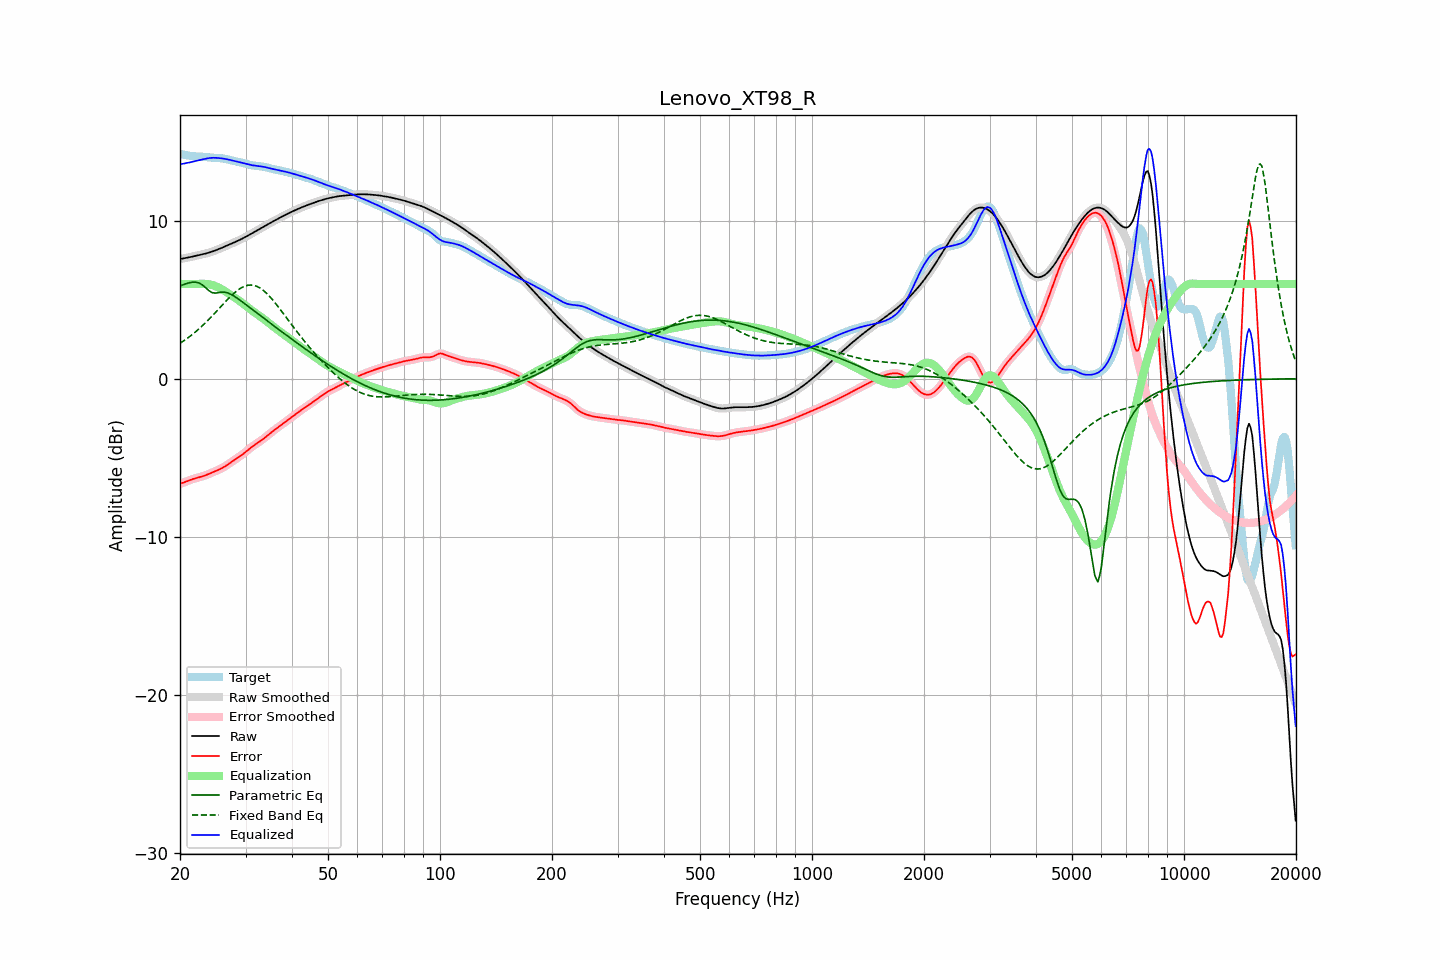 Lenovo_XT98_R
Amplitude (dBr)
10
0
−10
−20
−30
Target
Raw Smoothed
Error Smoothed
Raw
Error
Equalization
Parametric Eq
Fixed Band Eq
Equalized
20 50 100 200 500 1000 2000 5000 10000 20000
Frequency (Hz)